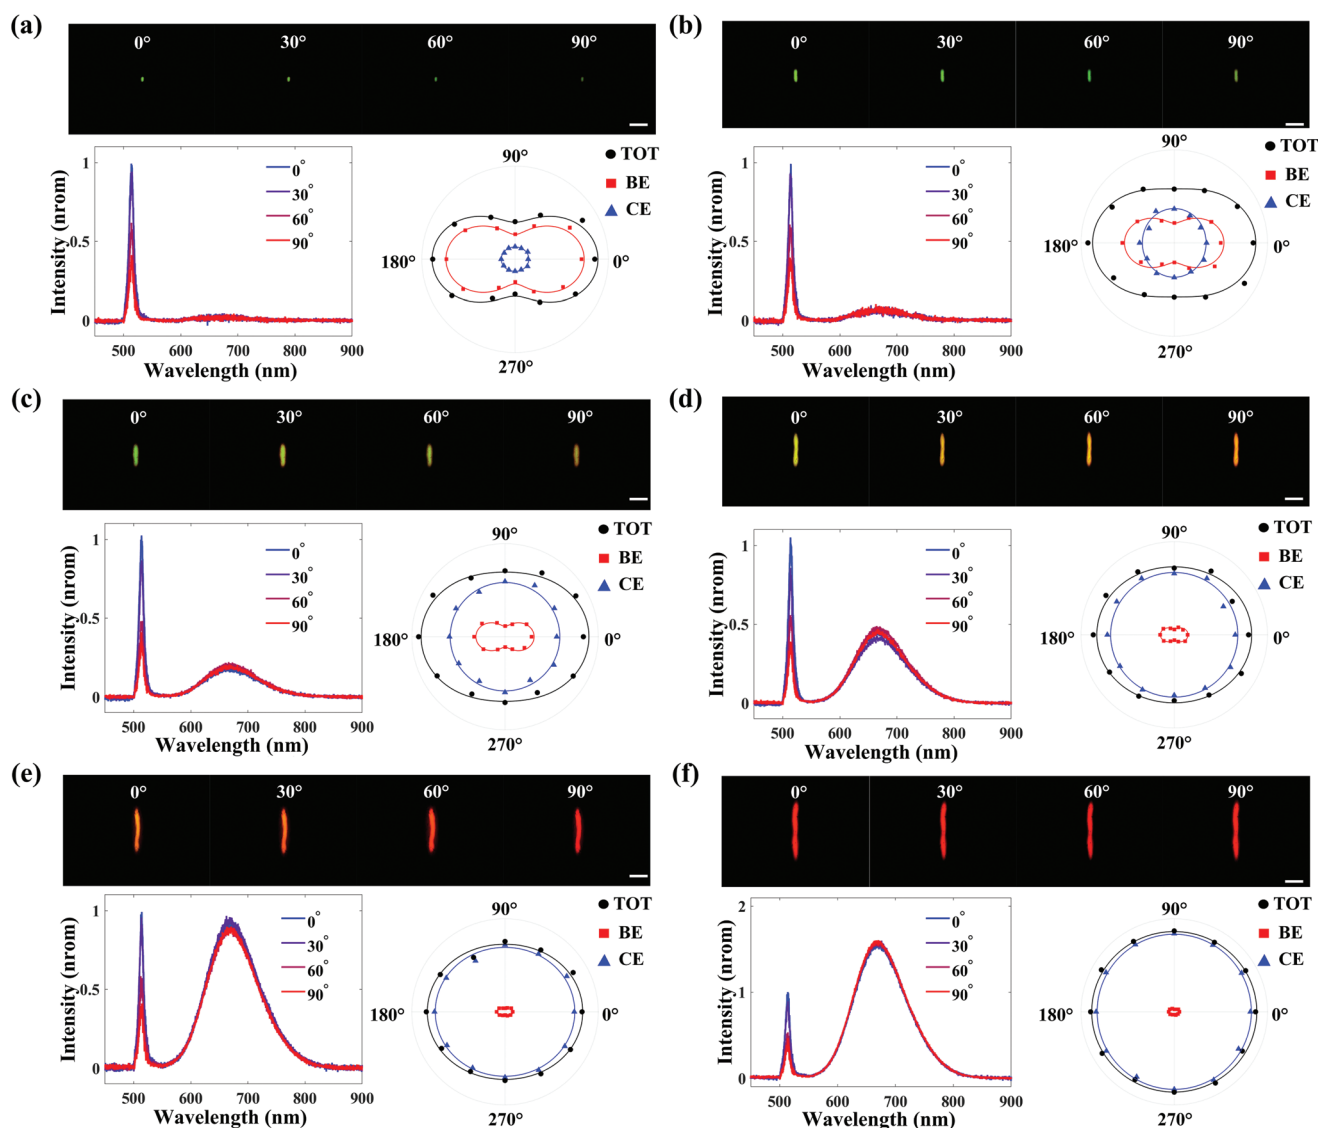 (a)
0° 30° 60° 90°
Intensity (nrom)
1
0.5
0
500 600 700 800 900
Wavelength (nm)
0°
30°
60°
90°
90°
180°
0°
270°
TOT
BE
CE
(b)
0° 30° 60° 90°
Intensity (nrom)
1
0.5
0
500 600 700 800 900
Wavelength (nm)
0°
30°
60°
90°
90°
180°
0°
270°
TOT
BE
CE
(c)
0° 30° 60° 90°
Intensity (nrom)
1
0.5
0
500 600 700 800 900
Wavelength (nm)
0°
30°
60°
90°
90°
180°
0°
270°
TOT
BE
CE
(d)
0° 30° 60° 90°
Intensity (nrom)
1
0.5
0
500 600 700 800 900
Wavelength (nm)
0°
30°
60°
90°
90°
180°
0°
270°
TOT
BE
CE
(e)
0° 30° 60° 90°
Intensity (nrom)
1
0.5
0
500 600 700 800 900
Wavelength (nm)
0°
30°
60°
90°
90°
180°
0°
270°
TOT
BE
CE
(f)
0° 30° 60° 90°
Intensity (nrom)
2
1
0
500 600 700 800 900
Wavelength (nm)
0°
30°
60°
90°
90°
180°
0°
270°
TOT
BE
CE